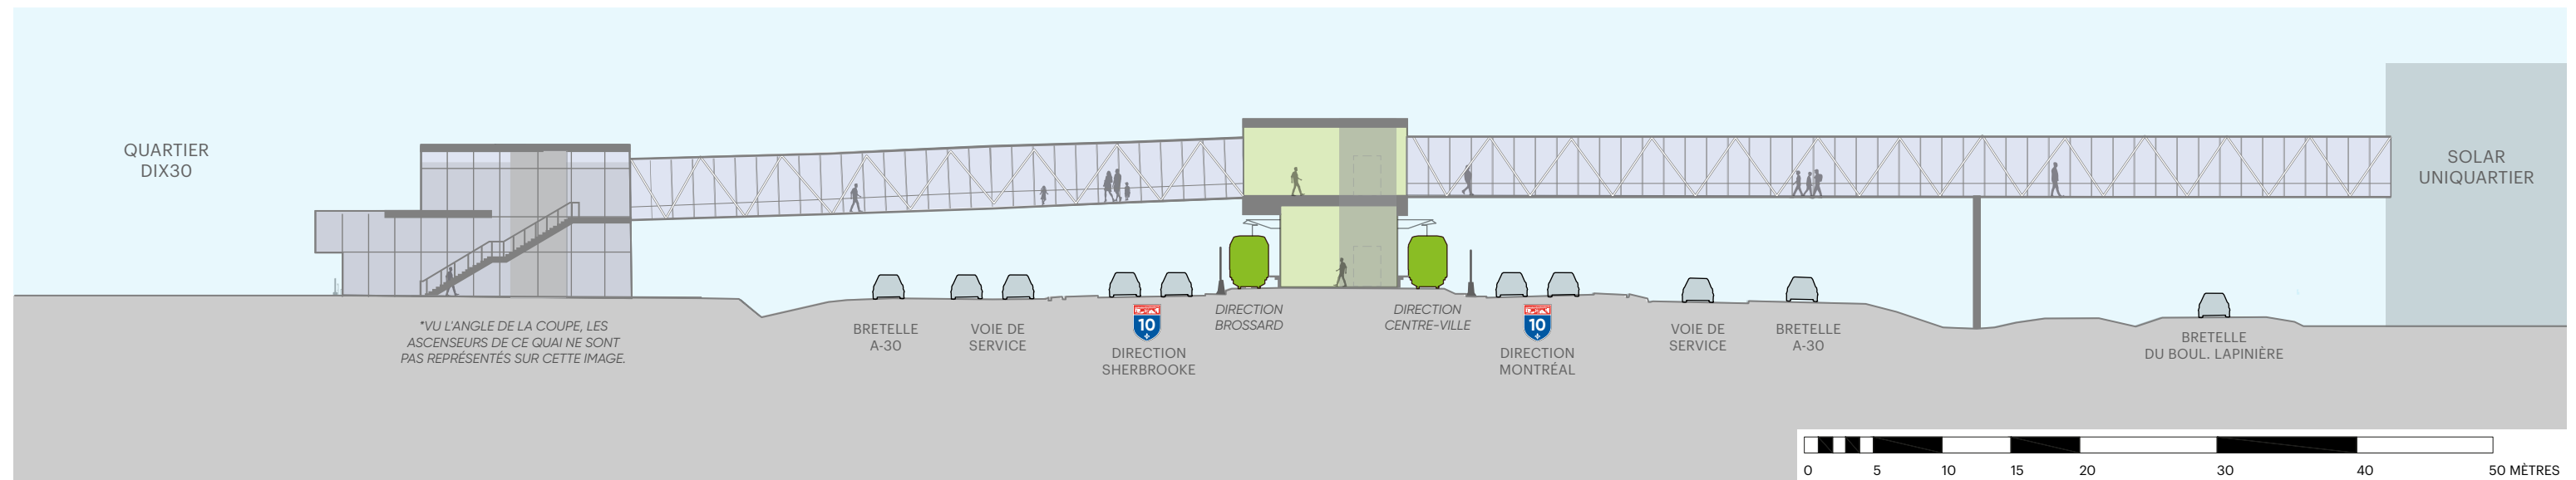 QUARTIER
DIX30
SOLAR
UNIQUARTIER
*VU L'ANGLE DE LA COUPE, LES
ASCENSEURS DE CE QUAI NE SONT
PAS REPRÉSENTÉS SUR CETTE IMAGE.
BRETELLE
A-30
VOIE DE
SERVICE
10
DIRECTION
SHERBROOKE
DIRECTION
BROSSARD
DIRECTION
CENTRE-VILLE
10
DIRECTION
MONTRÉAL
VOIE DE
SERVICE
BRETELLE
A-30
BRETELLE
DU BOUL. LAPINIÈRE
0 5 10 15 20 30 40 50 MÈTRES